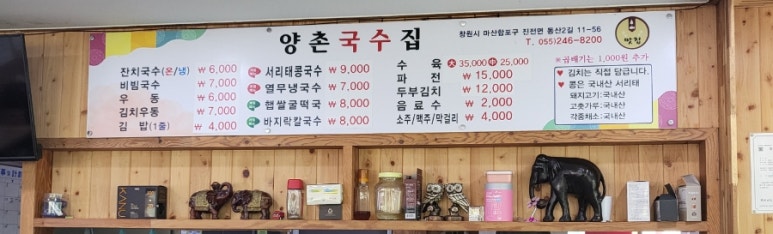 양촌국수집
창원시 마산합포구 진전면 통산2길 11-56
T. 055)246-8200
맛집
잔치국수(온/냉) ₩ 6,000
비빔국수 ₩ 7,000
우 동 ₩ 6,000
김치우동 ₩ 7,000
김 밥(1줄) ₩ 4,000
서리태콩국수 ₩ 9,000
열무냉국수 ₩ 7,000
햅쌀굴떡국 ₩ 8,000
바지락칼국수 ₩ 8,000
수 육 大 35,000 中 25,000
파 전 ₩ 15,000
두부김치 ₩ 12,000
음 료 수 ₩ 2,000
소주/맥주/막걸리 ₩ 4,000
※곱빼기는 1,000원 추가
♥ 김치는 직접 담급니다.
♥ 콩은 국내산 서리태
돼지고기:국내산
고춧가루:국내산
각종채소:국내산
KANU